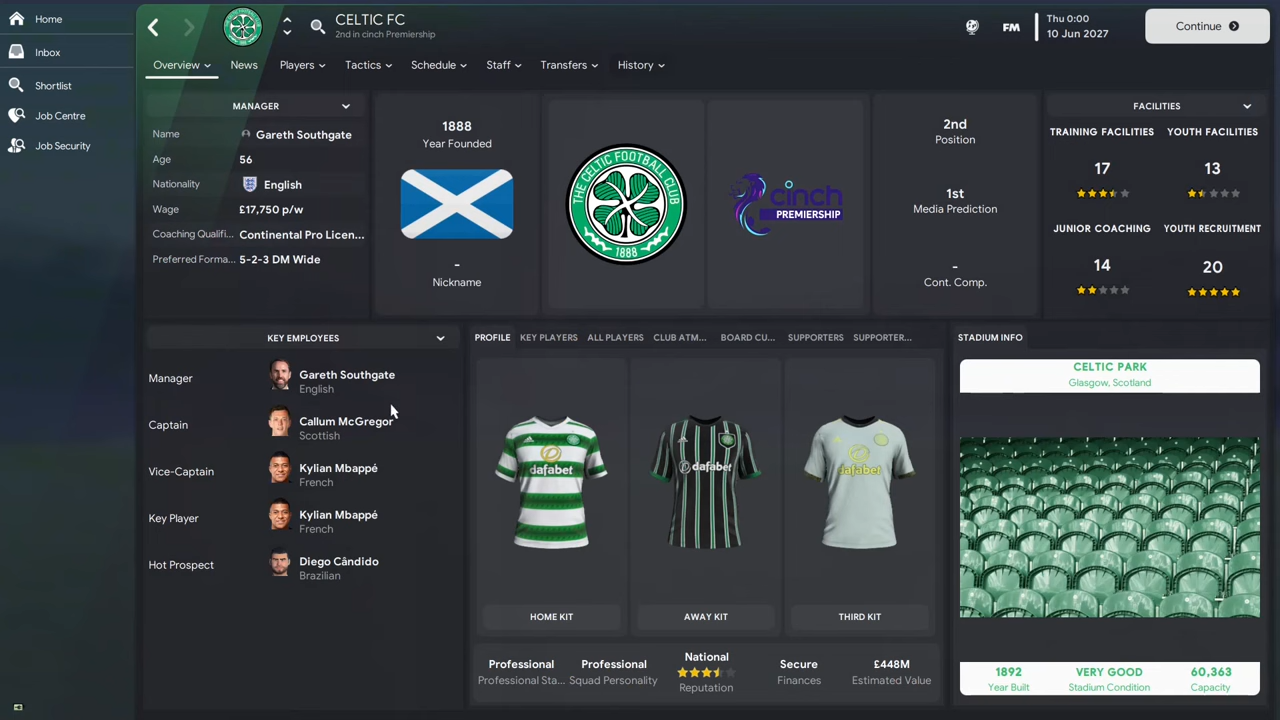 Home
Inbox
Shortlist
Job Centre
Job Security
CELTIC FC
2nd in cinch Premiership
FM
Thu 0:00
10 Jun 2027
Continue
Overview
News
Players
Tactics
Schedule
Staff
Transfers
History
MANAGER
Name Gareth Southgate
Age 56
Nationality English
Wage £17,750 p/w
Coaching Qualifi... Continental Pro Licen...
Preferred Forma... 5-2-3 DM Wide
1888
Year Founded
-
Nickname
THE CELTIC FOOTBALL CLUB
1888
cinch
PREMIERSHIP
2nd
Position
1st
Media Prediction
-
Cont. Comp.
FACILITIES
TRAINING FACILITIES YOUTH FACILITIES
17 13
JUNIOR COACHING YOUTH RECRUITMENT
14 20
KEY EMPLOYEES
Manager Gareth Southgate
English
Captain Callum McGregor
Scottish
Vice-Captain Kylian Mbappé
French
Key Player Kylian Mbappé
French
Hot Prospect Diego Cândido
Brazilian
PROFILE KEY PLAYERS ALL PLAYERS CLUB ATM... BOARD CU... SUPPORTERS SUPPORTER...
dafabet
dafabet
dafabet
HOME KIT
AWAY KIT
THIRD KIT
Professional
Professional Sta...
Professional
Squad Personality
National
Reputation
Secure
Finances
£448M
Estimated Value
STADIUM INFO
CELTIC PARK
Glasgow, Scotland
1892
Year Built
VERY GOOD
Stadium Condition
60,363
Capacity